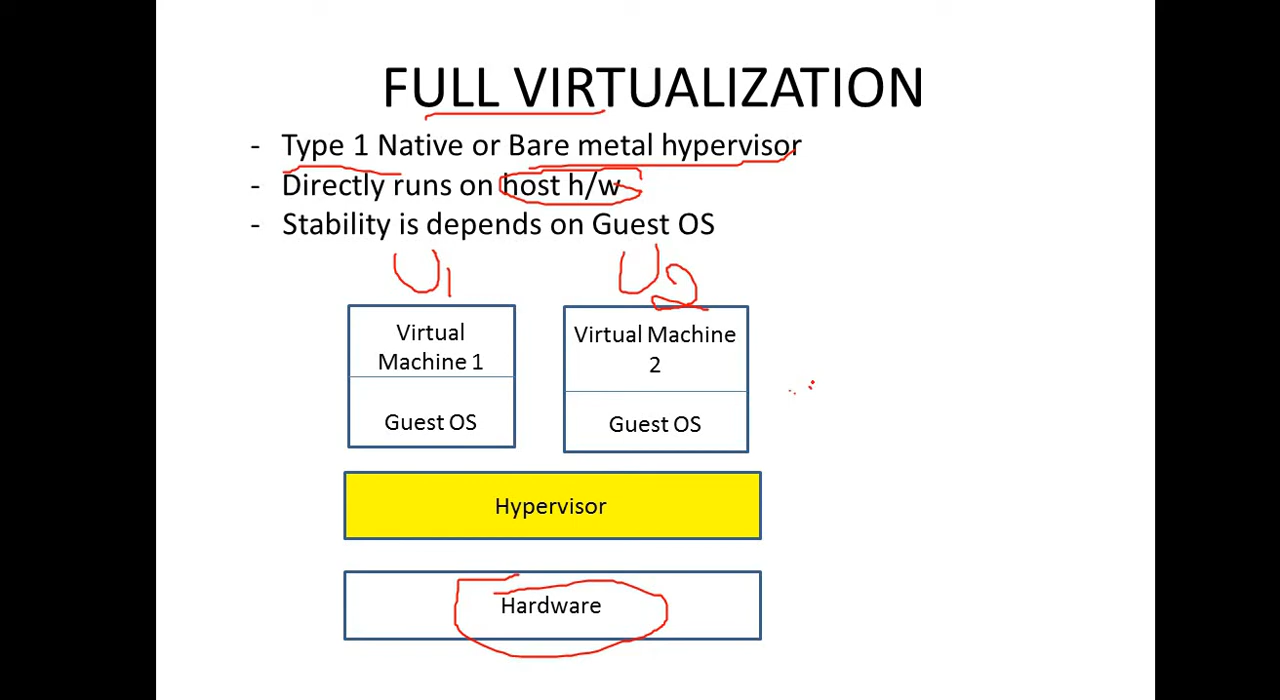 FULL VIRTUALIZATION
- Type 1 Native or Bare metal hypervisor
- Directly runs on host h/w
- Stability is depends on Guest OS
U1 U2
Virtual
Machine 1
Guest OS
Virtual Machine
2
Guest OS
Hypervisor
Hardware